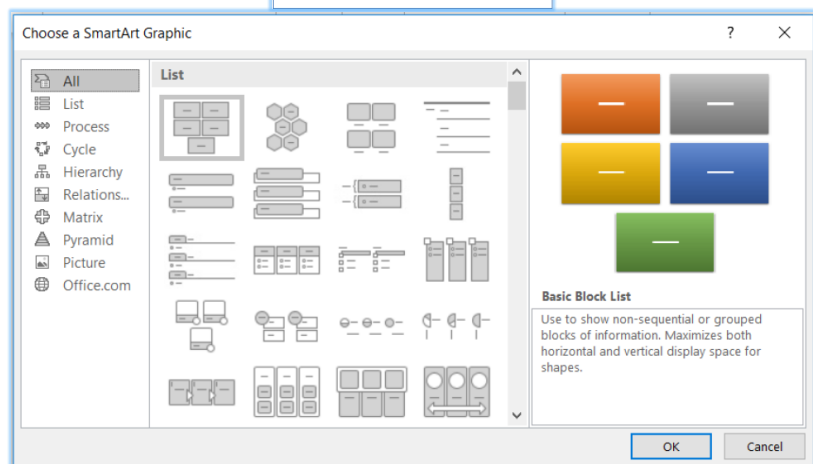 Choose a SmartArt Graphic
?
All
List
Process
Cycle
Hierarchy
Relations...
Matrix
Pyramid
Picture
Office.com
List
Basic Block List
Use to show non-sequential or grouped
blocks of information. Maximizes both
horizontal and vertical display space for
shapes.
OK
Cancel